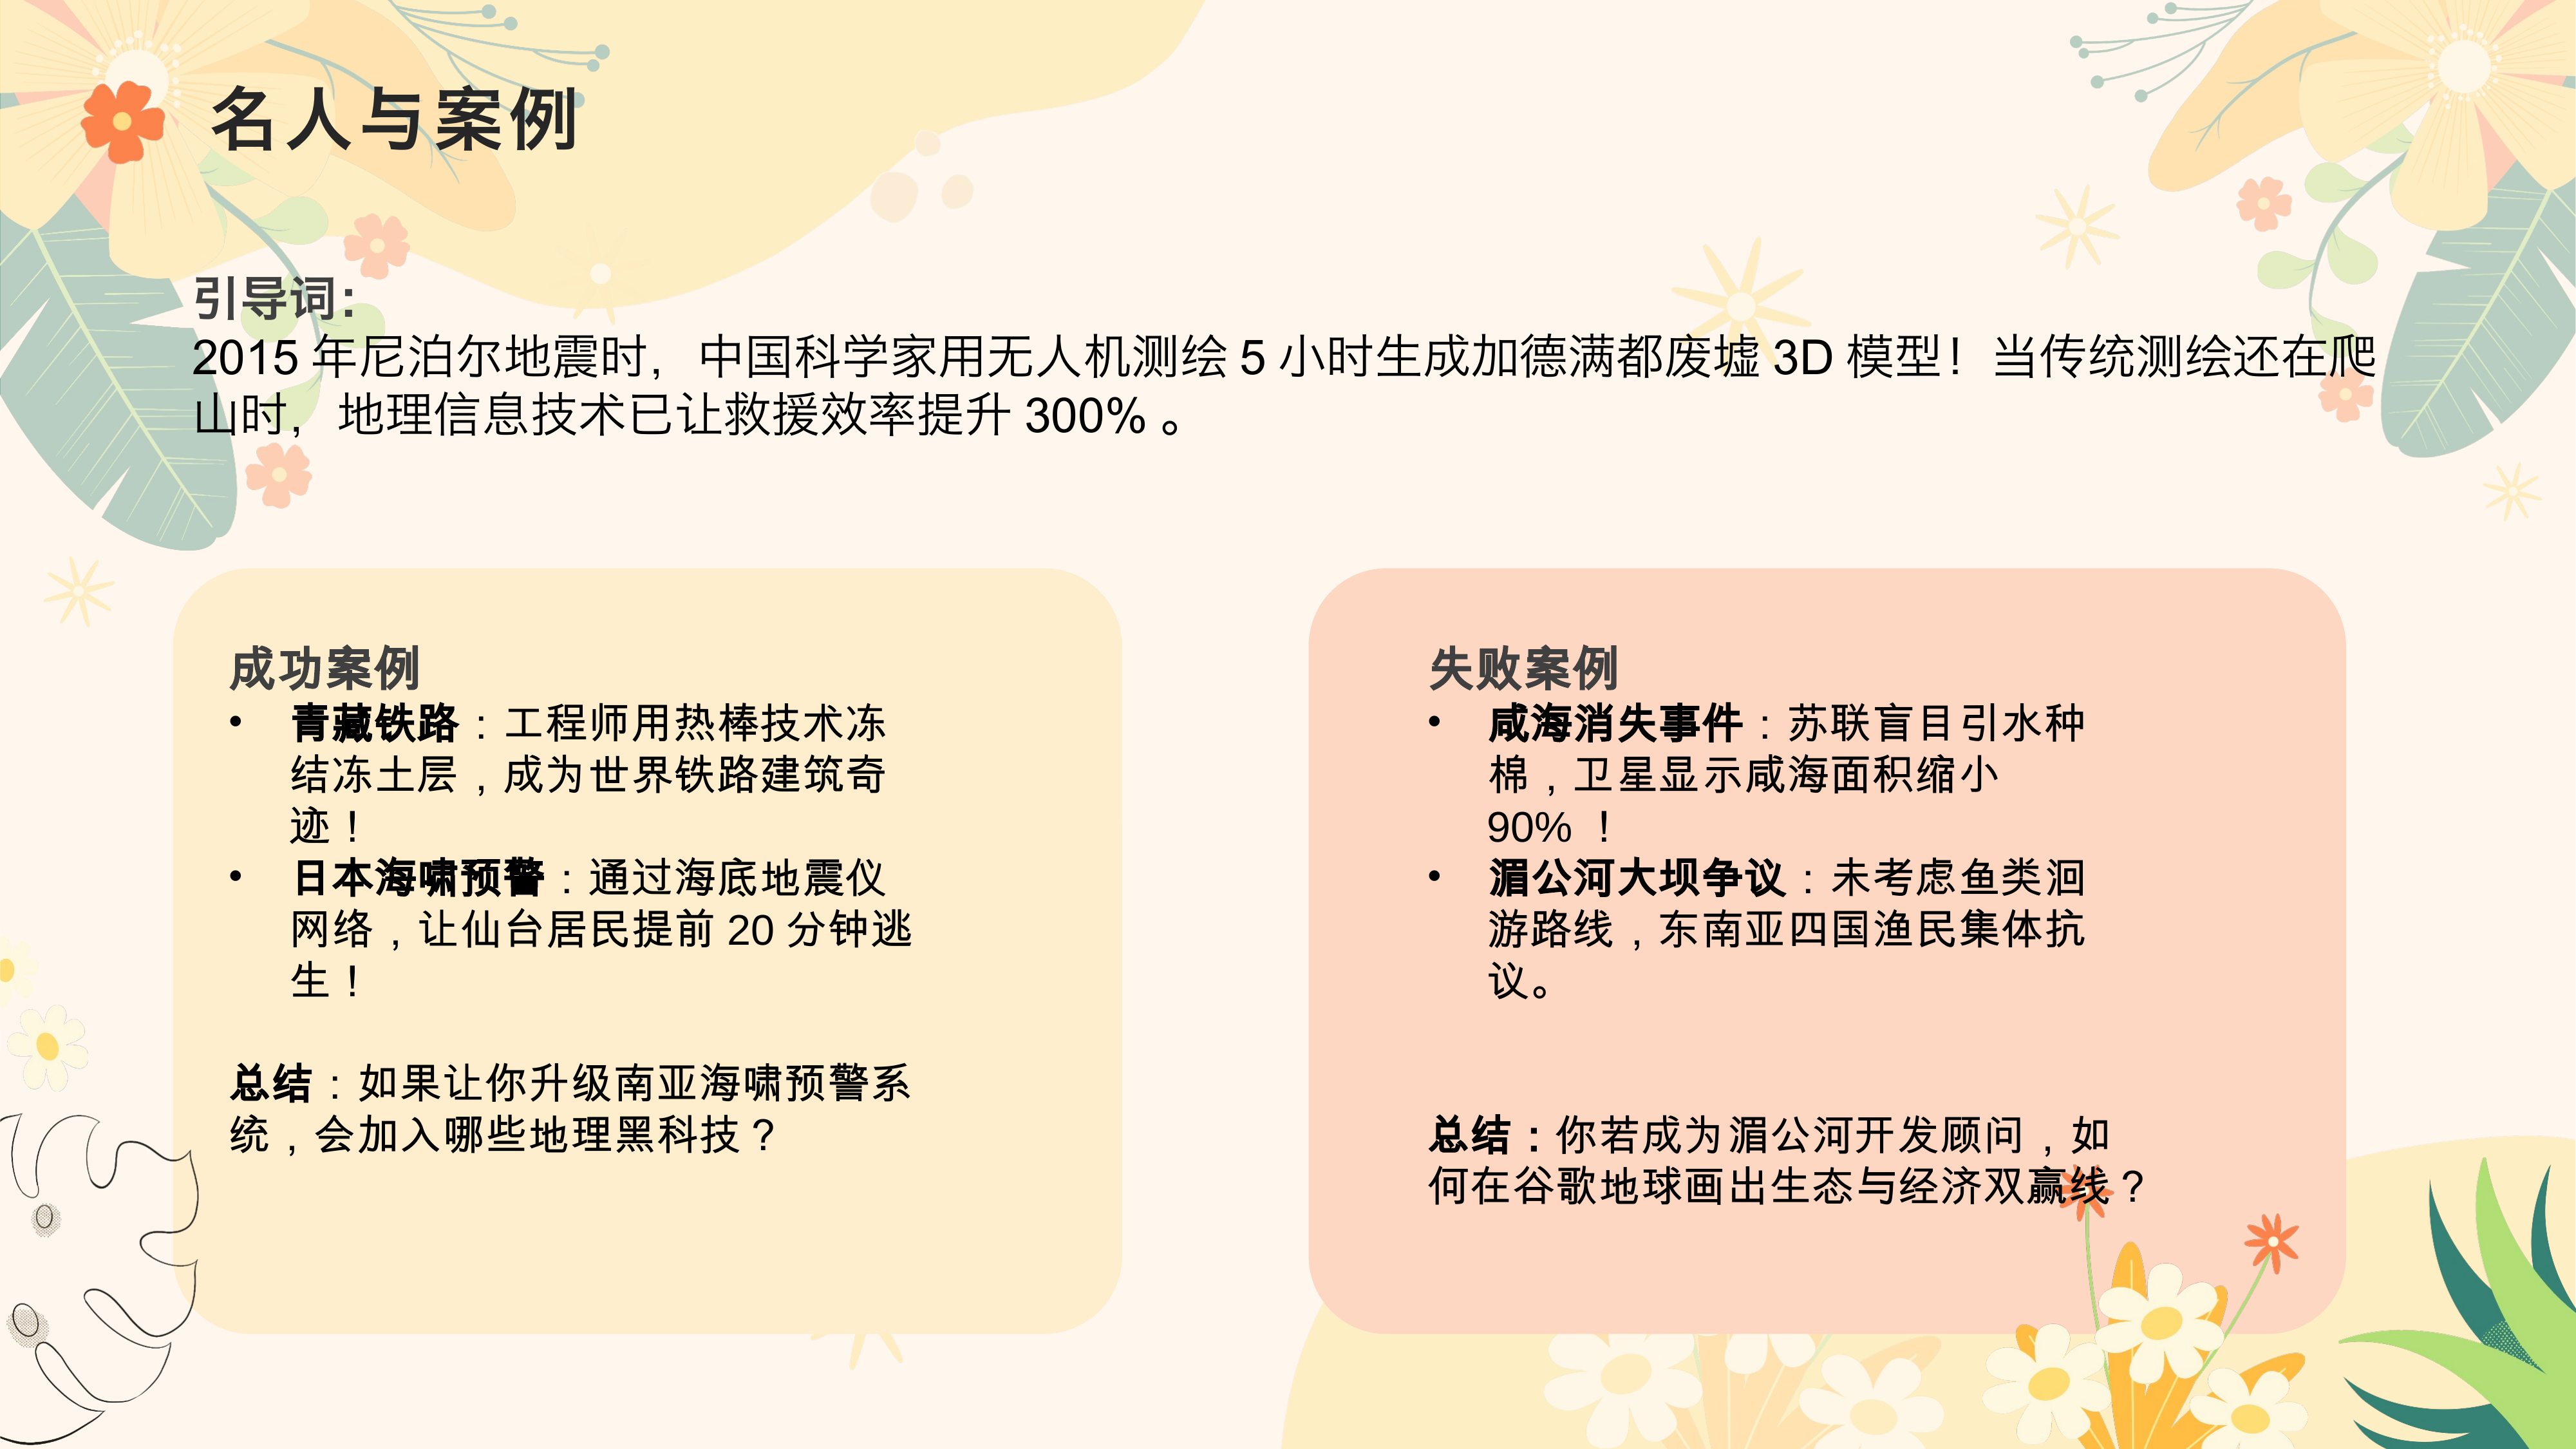 名人与案例
引导词：
2015 年尼泊尔地震时，中国科学家用无人机测绘 5 小时生成加德满都废墟 3D 模型！当传统测绘还在爬
山时，地理信息技术已让救援效率提升 300% 。
成功案例
• 青藏铁路：工程师用热棒技术冻
结冻土层，成为世界铁路建筑奇
迹！
• 日本海啸预警：通过海底地震仪
网络，让仙台居民提前 20 分钟逃
生！
总结：如果让你升级南亚海啸预警系
统，会加入哪些地理黑科技？
失败案例
• 咸海消失事件：苏联盲目引水种
棉，卫星显示咸海面积缩小
90% ！
• 湄公河大坝争议：未考虑鱼类洄
游路线，东南亚四国渔民集体抗
议。
总结：你若成为湄公河开发顾问，如
何在谷歌地球画出生态与经济双赢线？